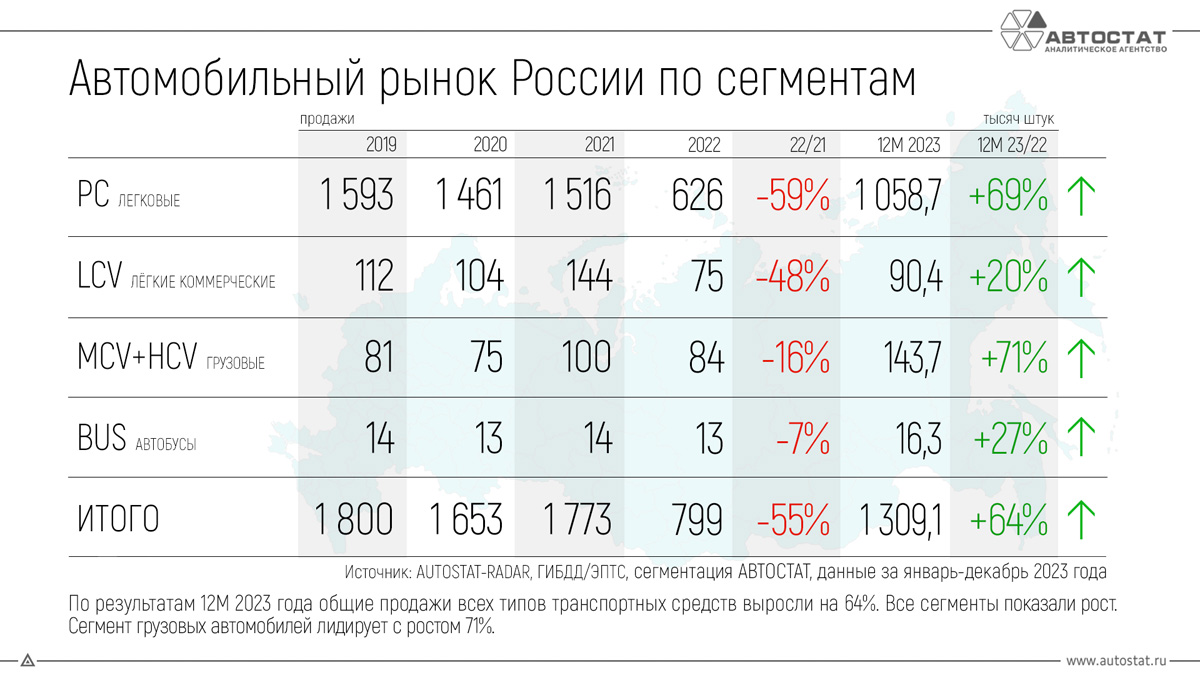 АВТОСТАТ
АНАЛИТИЧЕСКОЕ АГЕНТСТВО
Автомобильный рынок России по сегментам
продажи тысяч штук
2019 2020 2021 2022 22/21 12М 2023 12М 23/22
PC ЛЕГКОВЫЕ 1 593 1 461 1 516 626 -59% 1 058,7 +69%
LCV ЛЁГКИЕ КОММЕРЧЕСКИЕ 112 104 144 75 -48% 90,4 +20%
MCV+HCV ГРУЗОВЫЕ 81 75 100 84 -16% 143,7 +71%
BUS АВТОБУСЫ 14 13 14 13 -7% 16,3 +27%
ИТОГО 1 800 1 653 1 773 799 -55% 1 309,1 +64%
Источник: AUTOSTAT-RADAR, ГИБДД/ЭПТС, сегментация АВТОСТАТ, данные за январь-декабрь 2023 года
По результатам 12М 2023 года общие продажи всех типов транспортных средств выросли на 64%. Все сегменты показали рост.
Сегмент грузовых автомобилей лидирует с ростом 71%.
www.autostat.ru